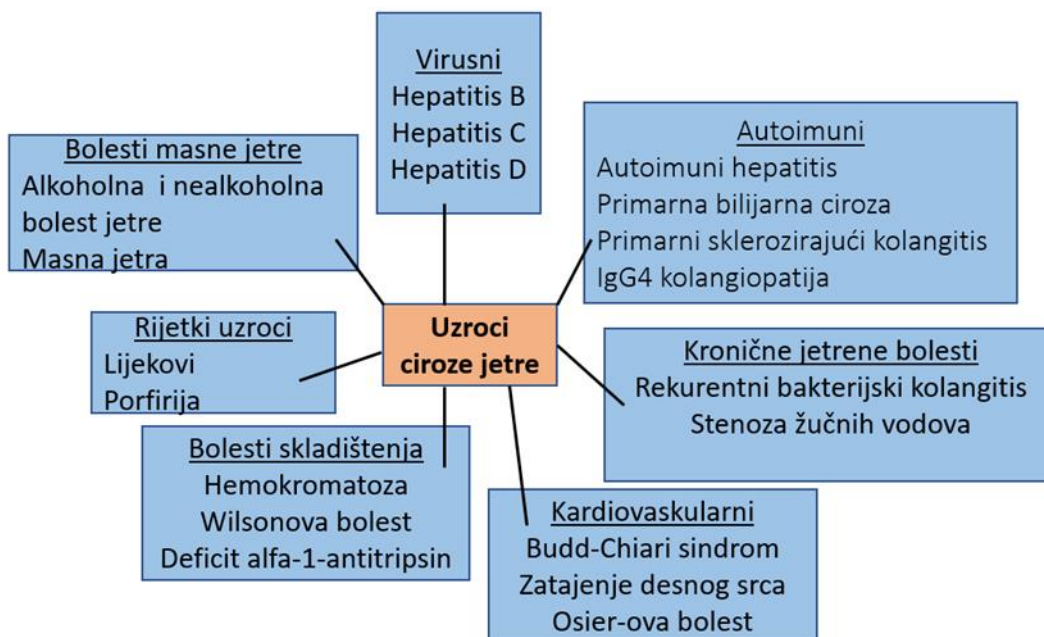 Virusni
Hepatitis B
Hepatitis C
Hepatitis D
Bolesti masne jetre
Alkoholna i nealkoholna
bolest jetre
Masna jetra
Autoimuni
Autoimuni hepatitis
Primarna bilijarna ciroza
Primarni sklerozirajući kolangitis
IgG4 kolangiopatija
Uzroci
ciroze jetre
Rijetki uzroci
Lijekovi
Porfirija
Kronične jetrene bolesti
Rekurentni bakterijski kolangitis
Stenoza žučnih vodova
Bolesti skladištenja
Hemokromatoza
Wilsonova bolest
Deficit alfa-1-antitripsin
Kardiovaskularni
Budd-Chiari sindrom
Zatajenje desnog srca
Osier-ova bolest